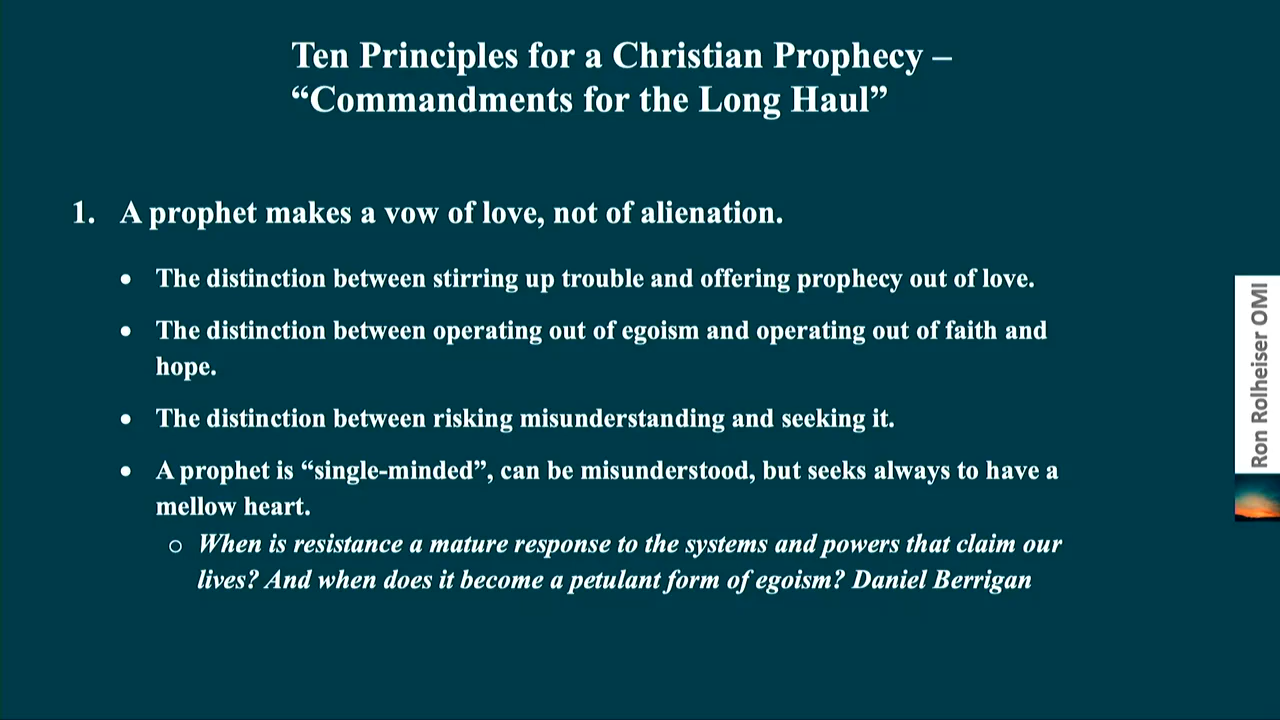 Ten Principles for a Christian Prophecy –
“Commandments for the Long Haul”
1. A prophet makes a vow of love, not of alienation.
• The distinction between stirring up trouble and offering prophecy out of love.
• The distinction between operating out of egoism and operating out of faith and
hope.
• The distinction between risking misunderstanding and seeking it.
• A prophet is “single-minded”, can be misunderstood, but seeks always to have a
mellow heart.
o When is resistance a mature response to the systems and powers that claim our
lives? And when does it become a petulant form of egoism? Daniel Berrigan
Ron Rolheiser OMI